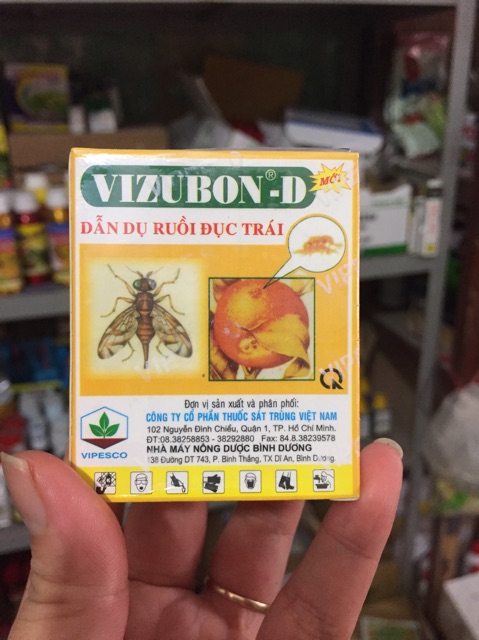 VIZUBON®-D
MỚI
DẪN DỤ RUỒI ĐỤC TRÁI
Đơn vị sản xuất và phân phối:
CÔNG TY CỔ PHẦN THUỐC SÁT TRÙNG VIỆT NAM
102 Nguyễn Đình Chiểu, Quận 1, TP. Hồ Chí Minh.
ĐT:08.38258853 - 38292880 Fax: 84.8.38239578
NHÀ MÁY NÔNG DƯỢC BÌNH DƯƠNG
138 Đường DT 743, P. Bình Thắng, TX Dĩ An, Bình Dương.
VIPESCO